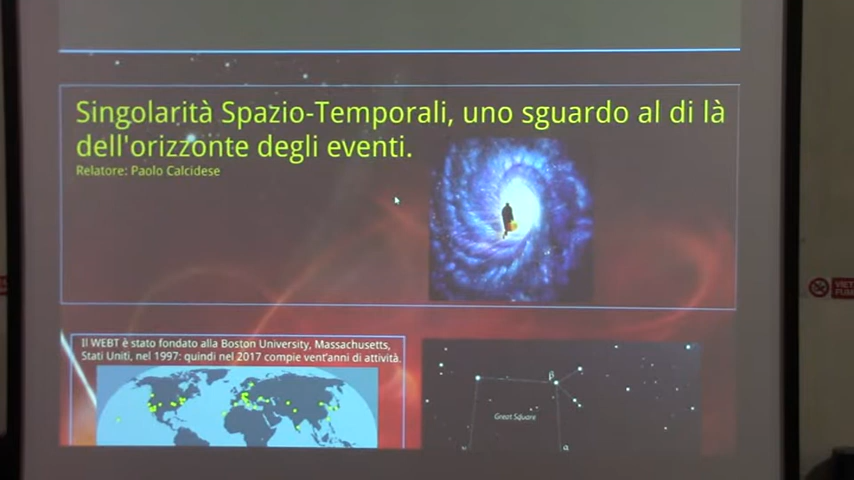 Singolarità Spazio-Temporali, uno sguardo al di là
dell'orizzonte degli eventi.
Relatore: Paolo Calcidese
Il WEBT è stato fondato alla Boston University, Massachusetts,
Stati Uniti, nel 1997: quindi nel 2017 compie vent'anni di attività.
β
Great Square
α